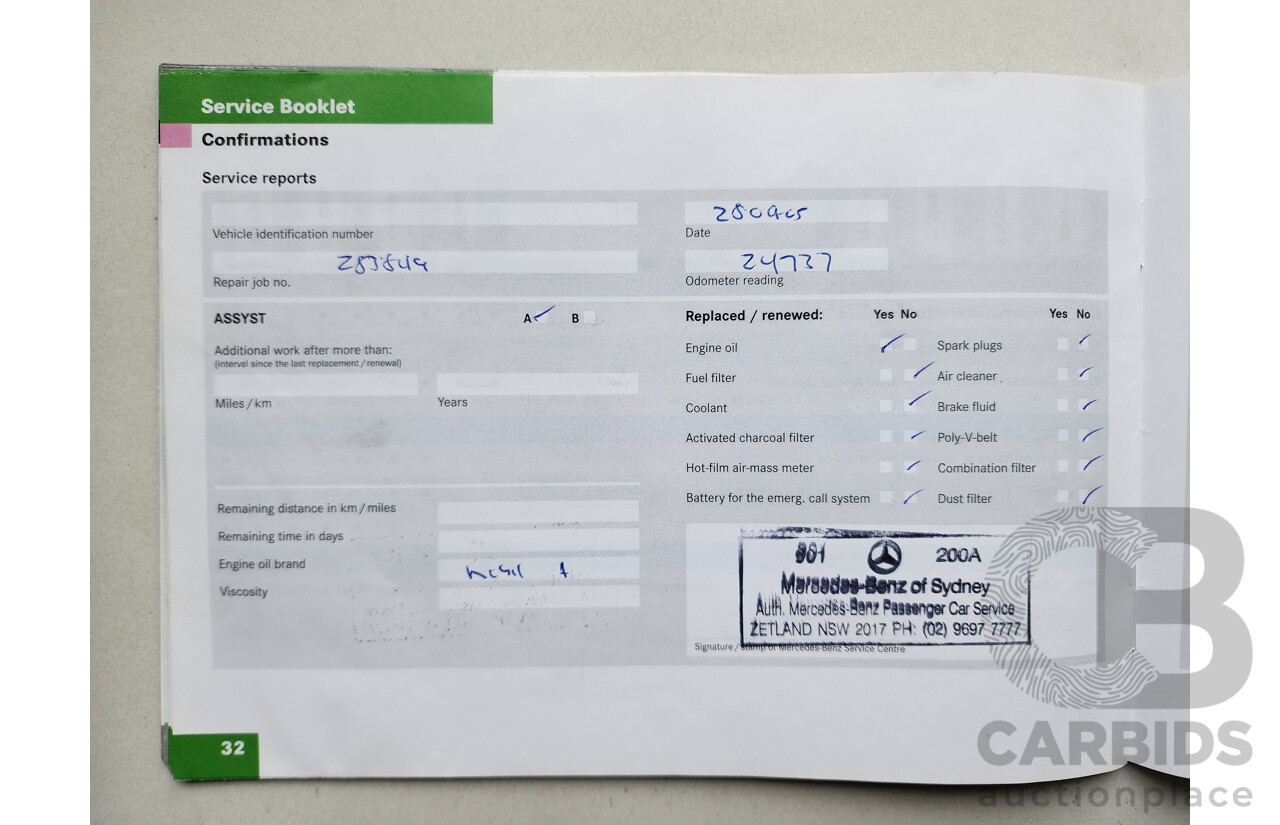 Service Booklet
Confirmations
Service reports
280905
Vehicle identification number
Date
24737
Repair job no.
Odometer reading
ASSYST
A B
Replaced / renewed: Yes No Yes No
Additional work after more than:
(interval since the last replacement / renewal)
Engine oil
Spark plugs
Fuel filter
Air cleaner
Miles / km
Years
Coolant
Brake fluid
Activated charcoal filter
Poly-V-belt
Hot-film air-mass meter
Combination filter
Battery for the emerg. call system
Dust filter
Remaining distance in km / miles
Remaining time in days
Engine oil brand
Mobil 1
Viscosity
200A
Mercedes-Benz of Sydney
Auth. Mercedes-Benz Passenger Car Service
ZETLAND NSW 2017 PH: (02) 9697 7777
Signature / Stamp of Mercedes-Benz Service Centre
32
CB
CARBIDS
auctionplace